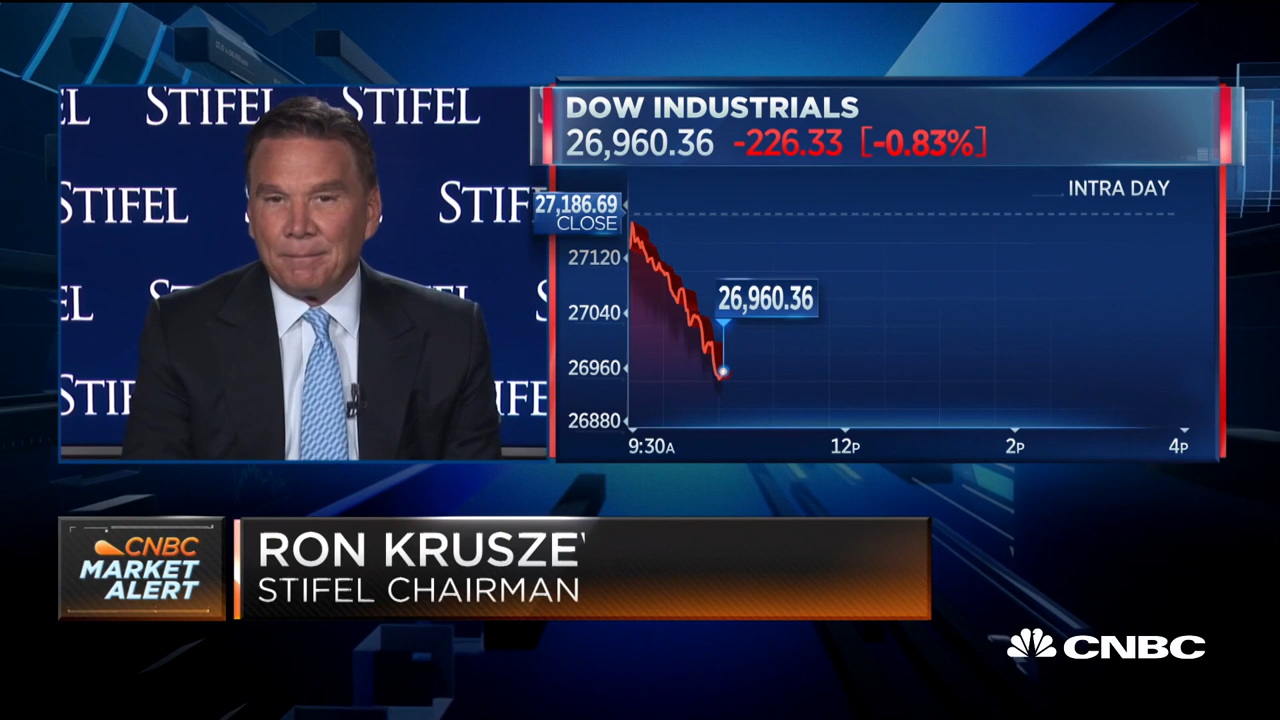 STIFEL STIFEL
STIFEL
STIFEL
DOW INDUSTRIALS
26,960.36 -226.33 [-0.83%]
INTRA DAY
27,186.69
CLOSE
27120
27040
26960
26880
26,960.36
9:30A 12P 2P 4P
CNBC
MARKET
ALERT
RON KRUSZE
STIFEL CHAIRMAN
CNBC